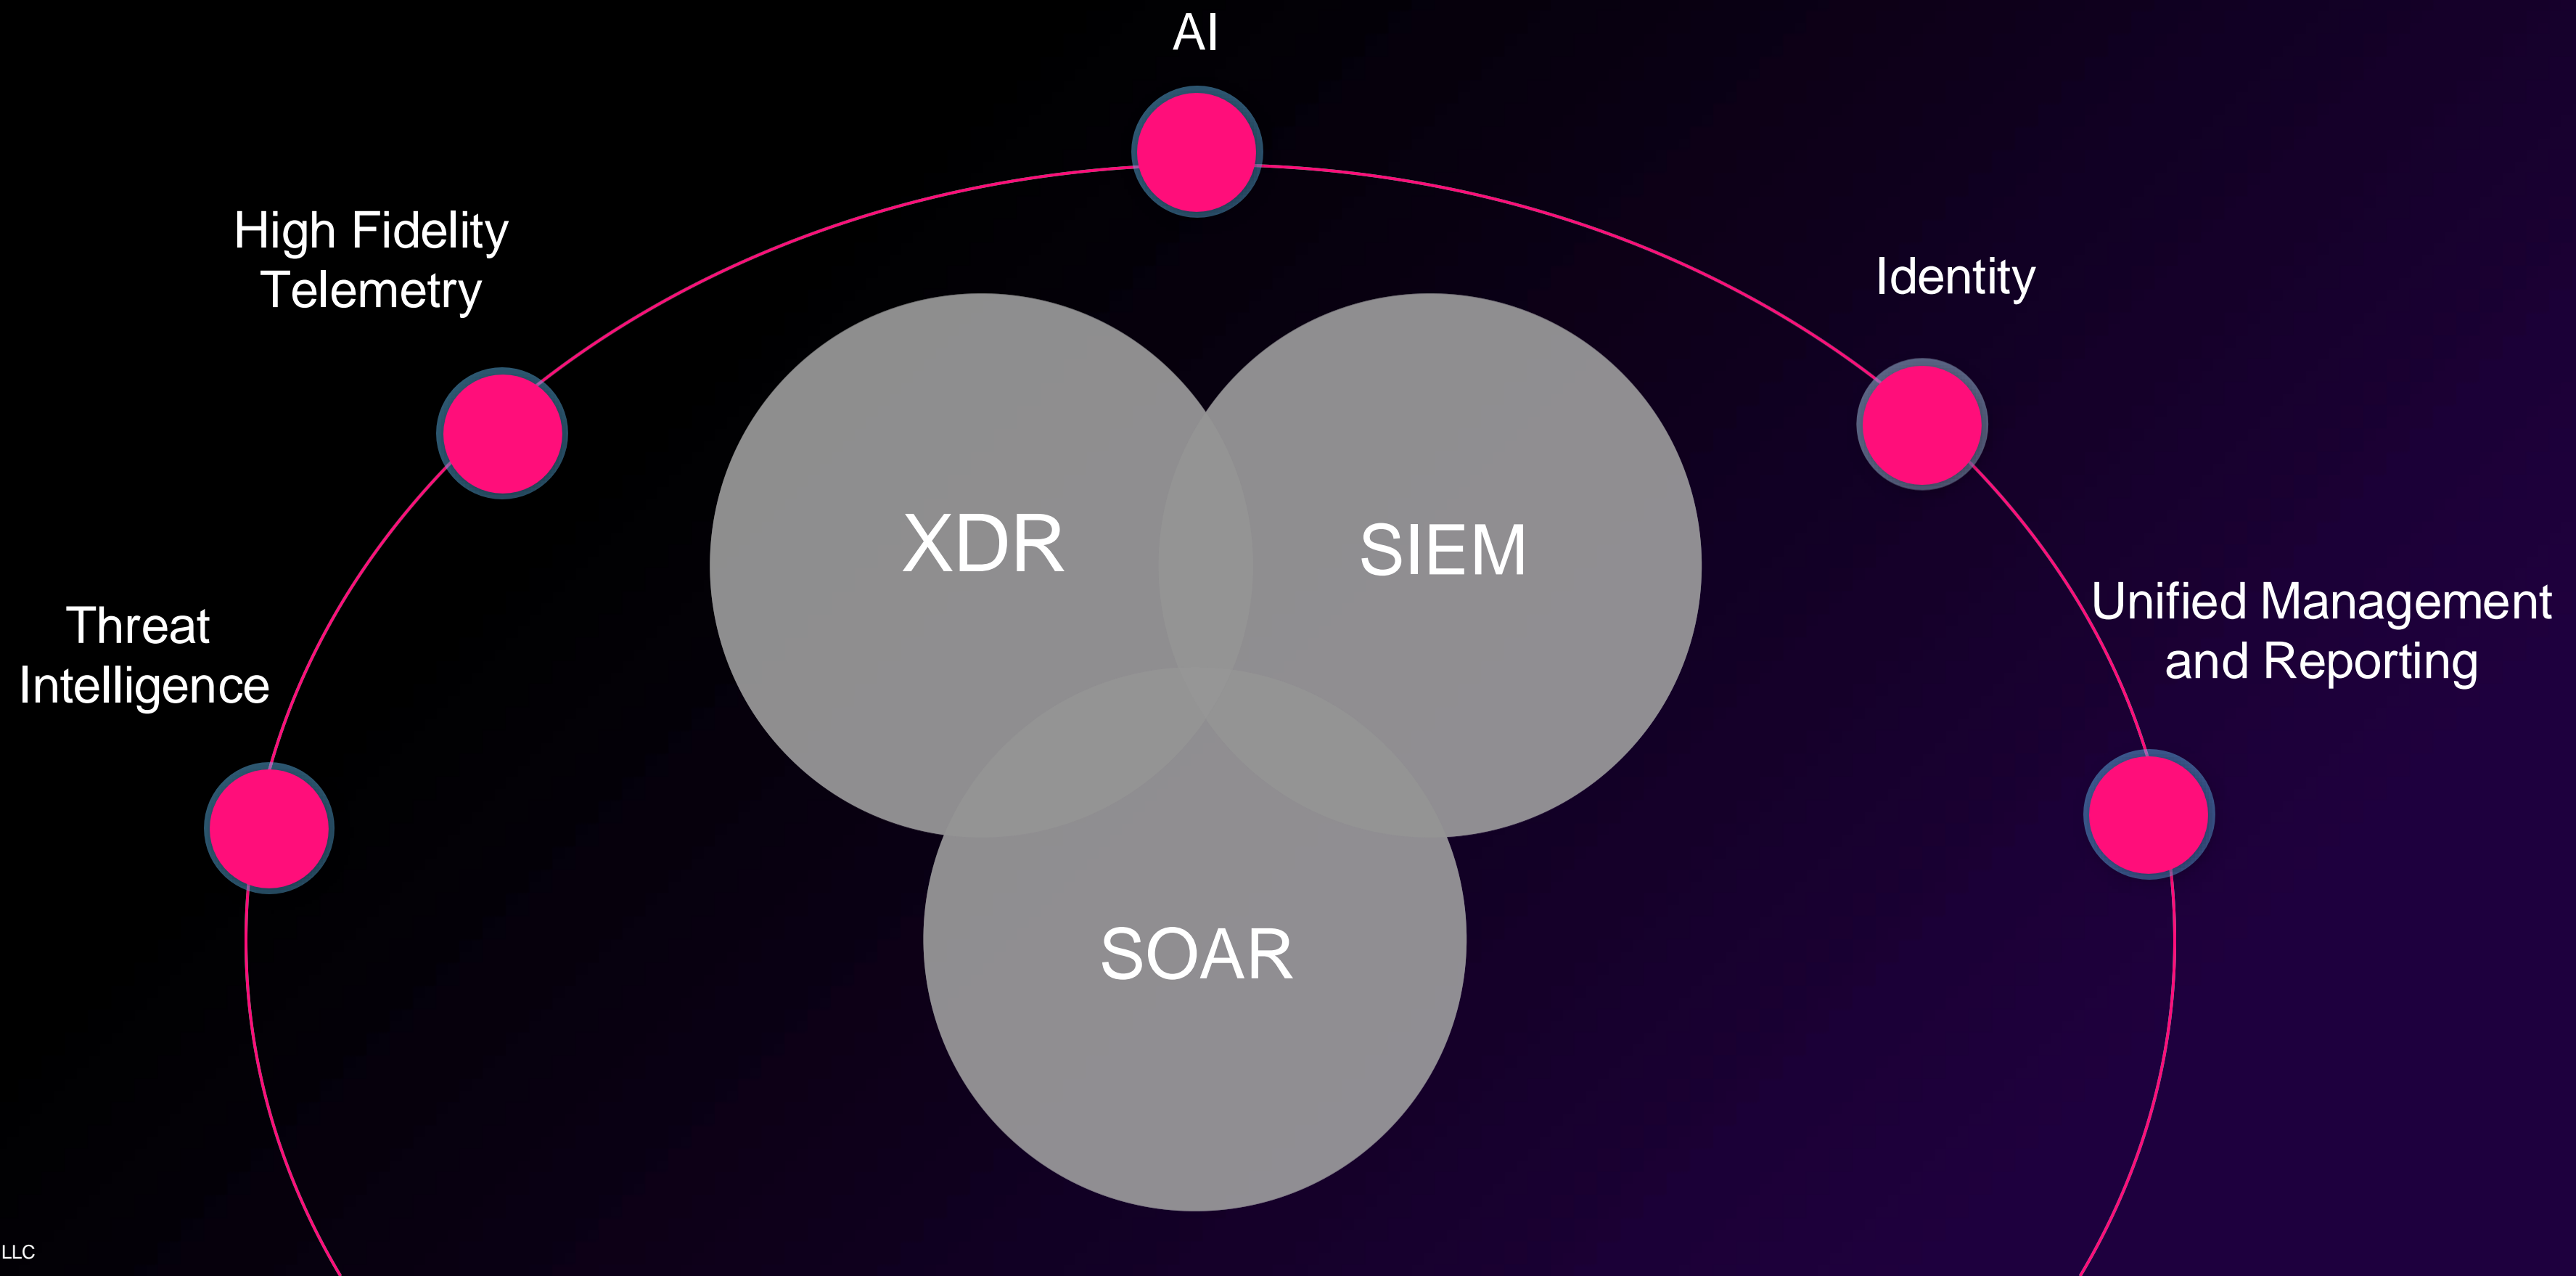 AI
High Fidelity
Telemetry
Identity
XDR
SIEM
Threat
Intelligence
Unified Management
and Reporting
SOAR
LLC